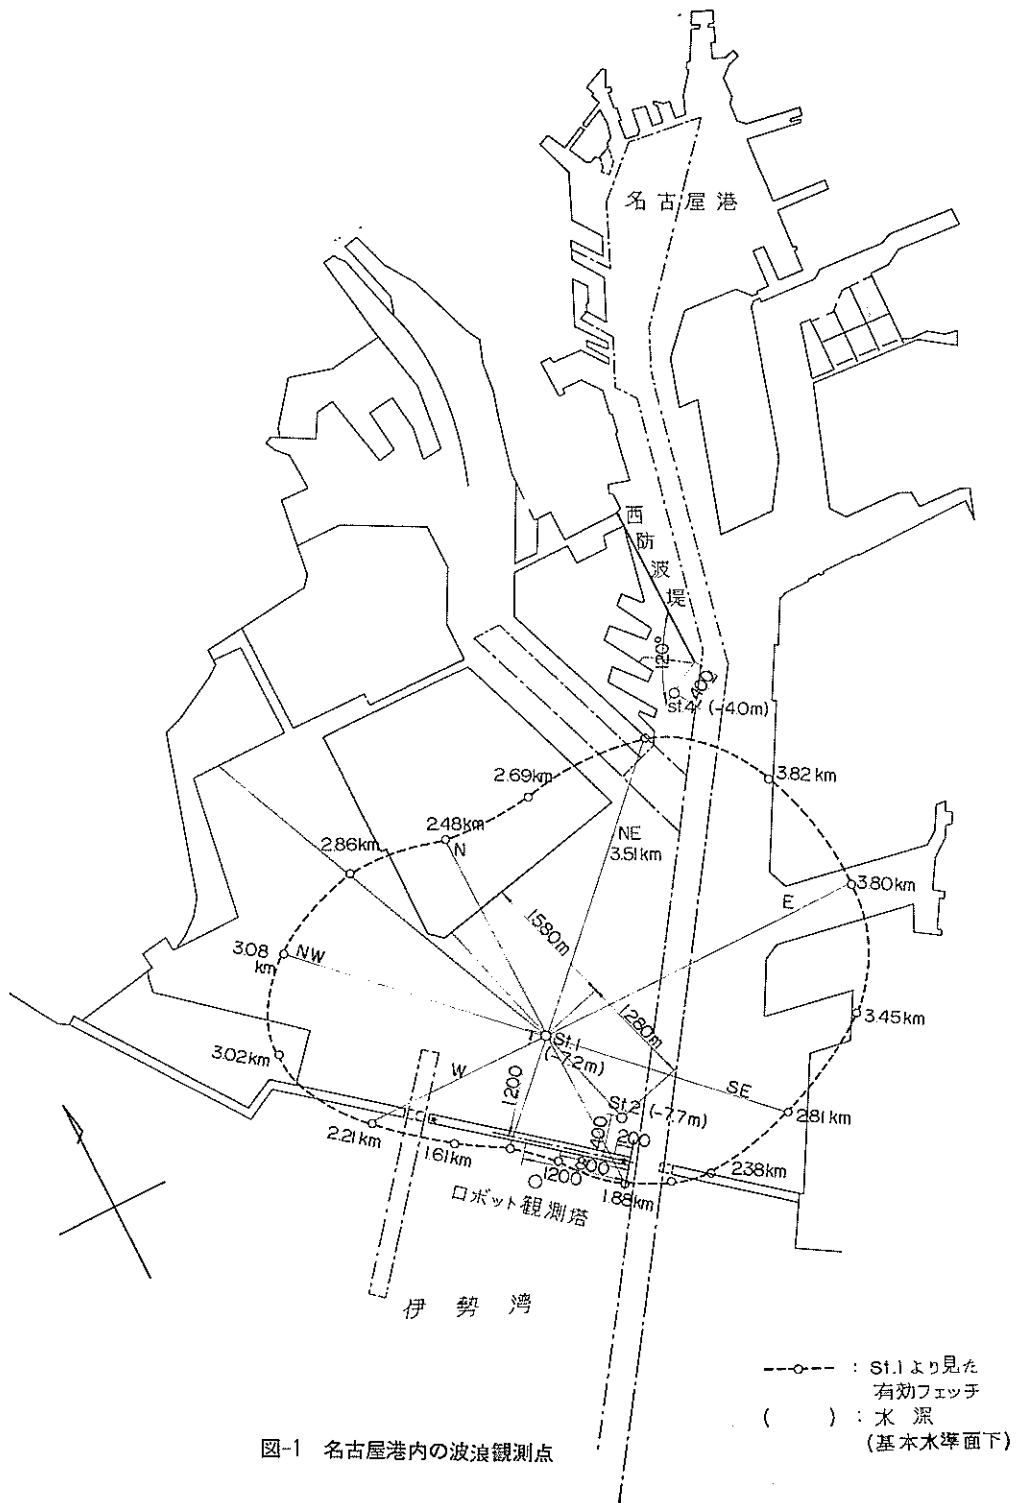 名古屋港
西防波堤
120°
400
St.4 (-4.0m)
3.82km
2.69km
2.48km
N
2.86km
NE
3.51km
3.80km
E
1580m
3.08
km
NW
1280m
3.45km
St.1
(-7.2m)
3.02km
W
1200
SE
St.2 (-7.7m)
2.81km
400
200
2.21km
1.61km
800
1200
2.38km
1.88km
ロボット観測塔
伊勢湾
: St.1より見た
有効フェッチ
( ) : 水深
(基本水準面下)
図-1 名古屋港内の波浪観測点